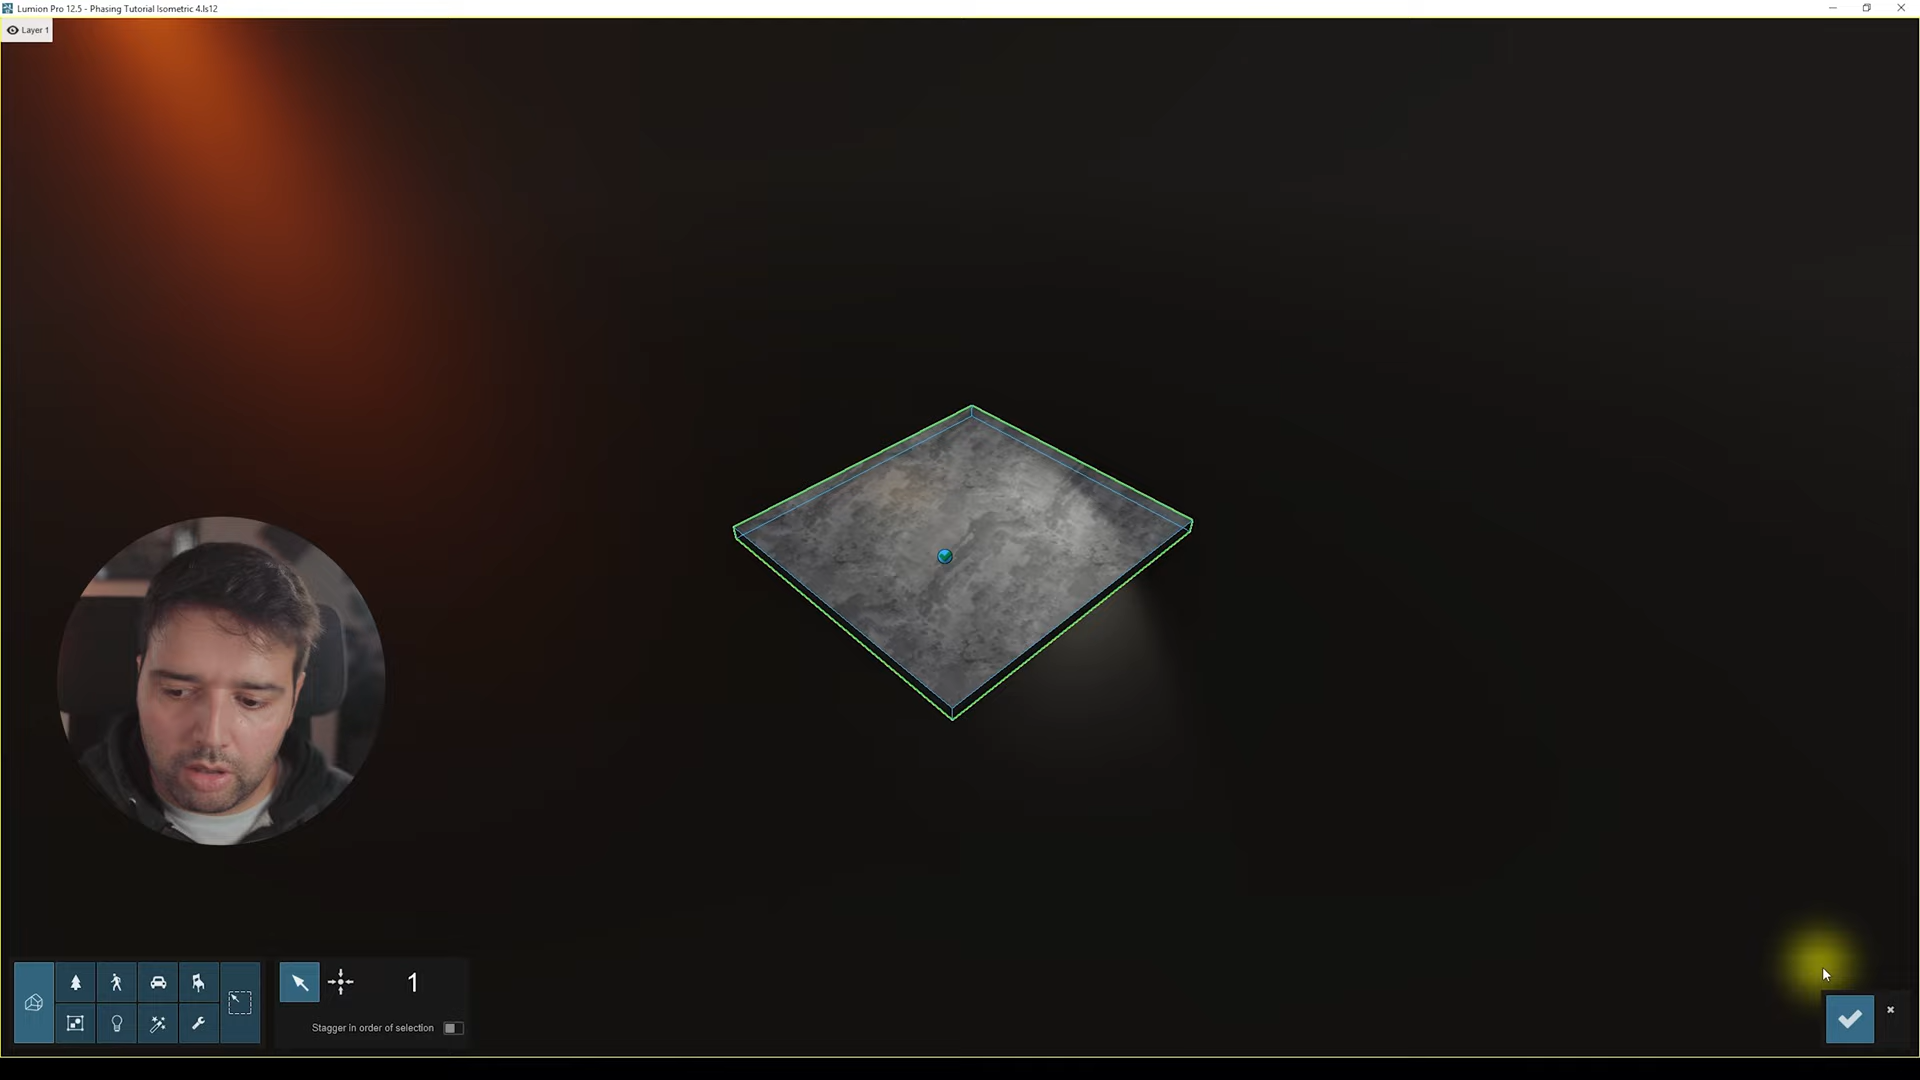 Lumion Pro 12.5 - Phasing Tutorial Isometric 4.ls12
Layer 1
1
Stagger in order of selection